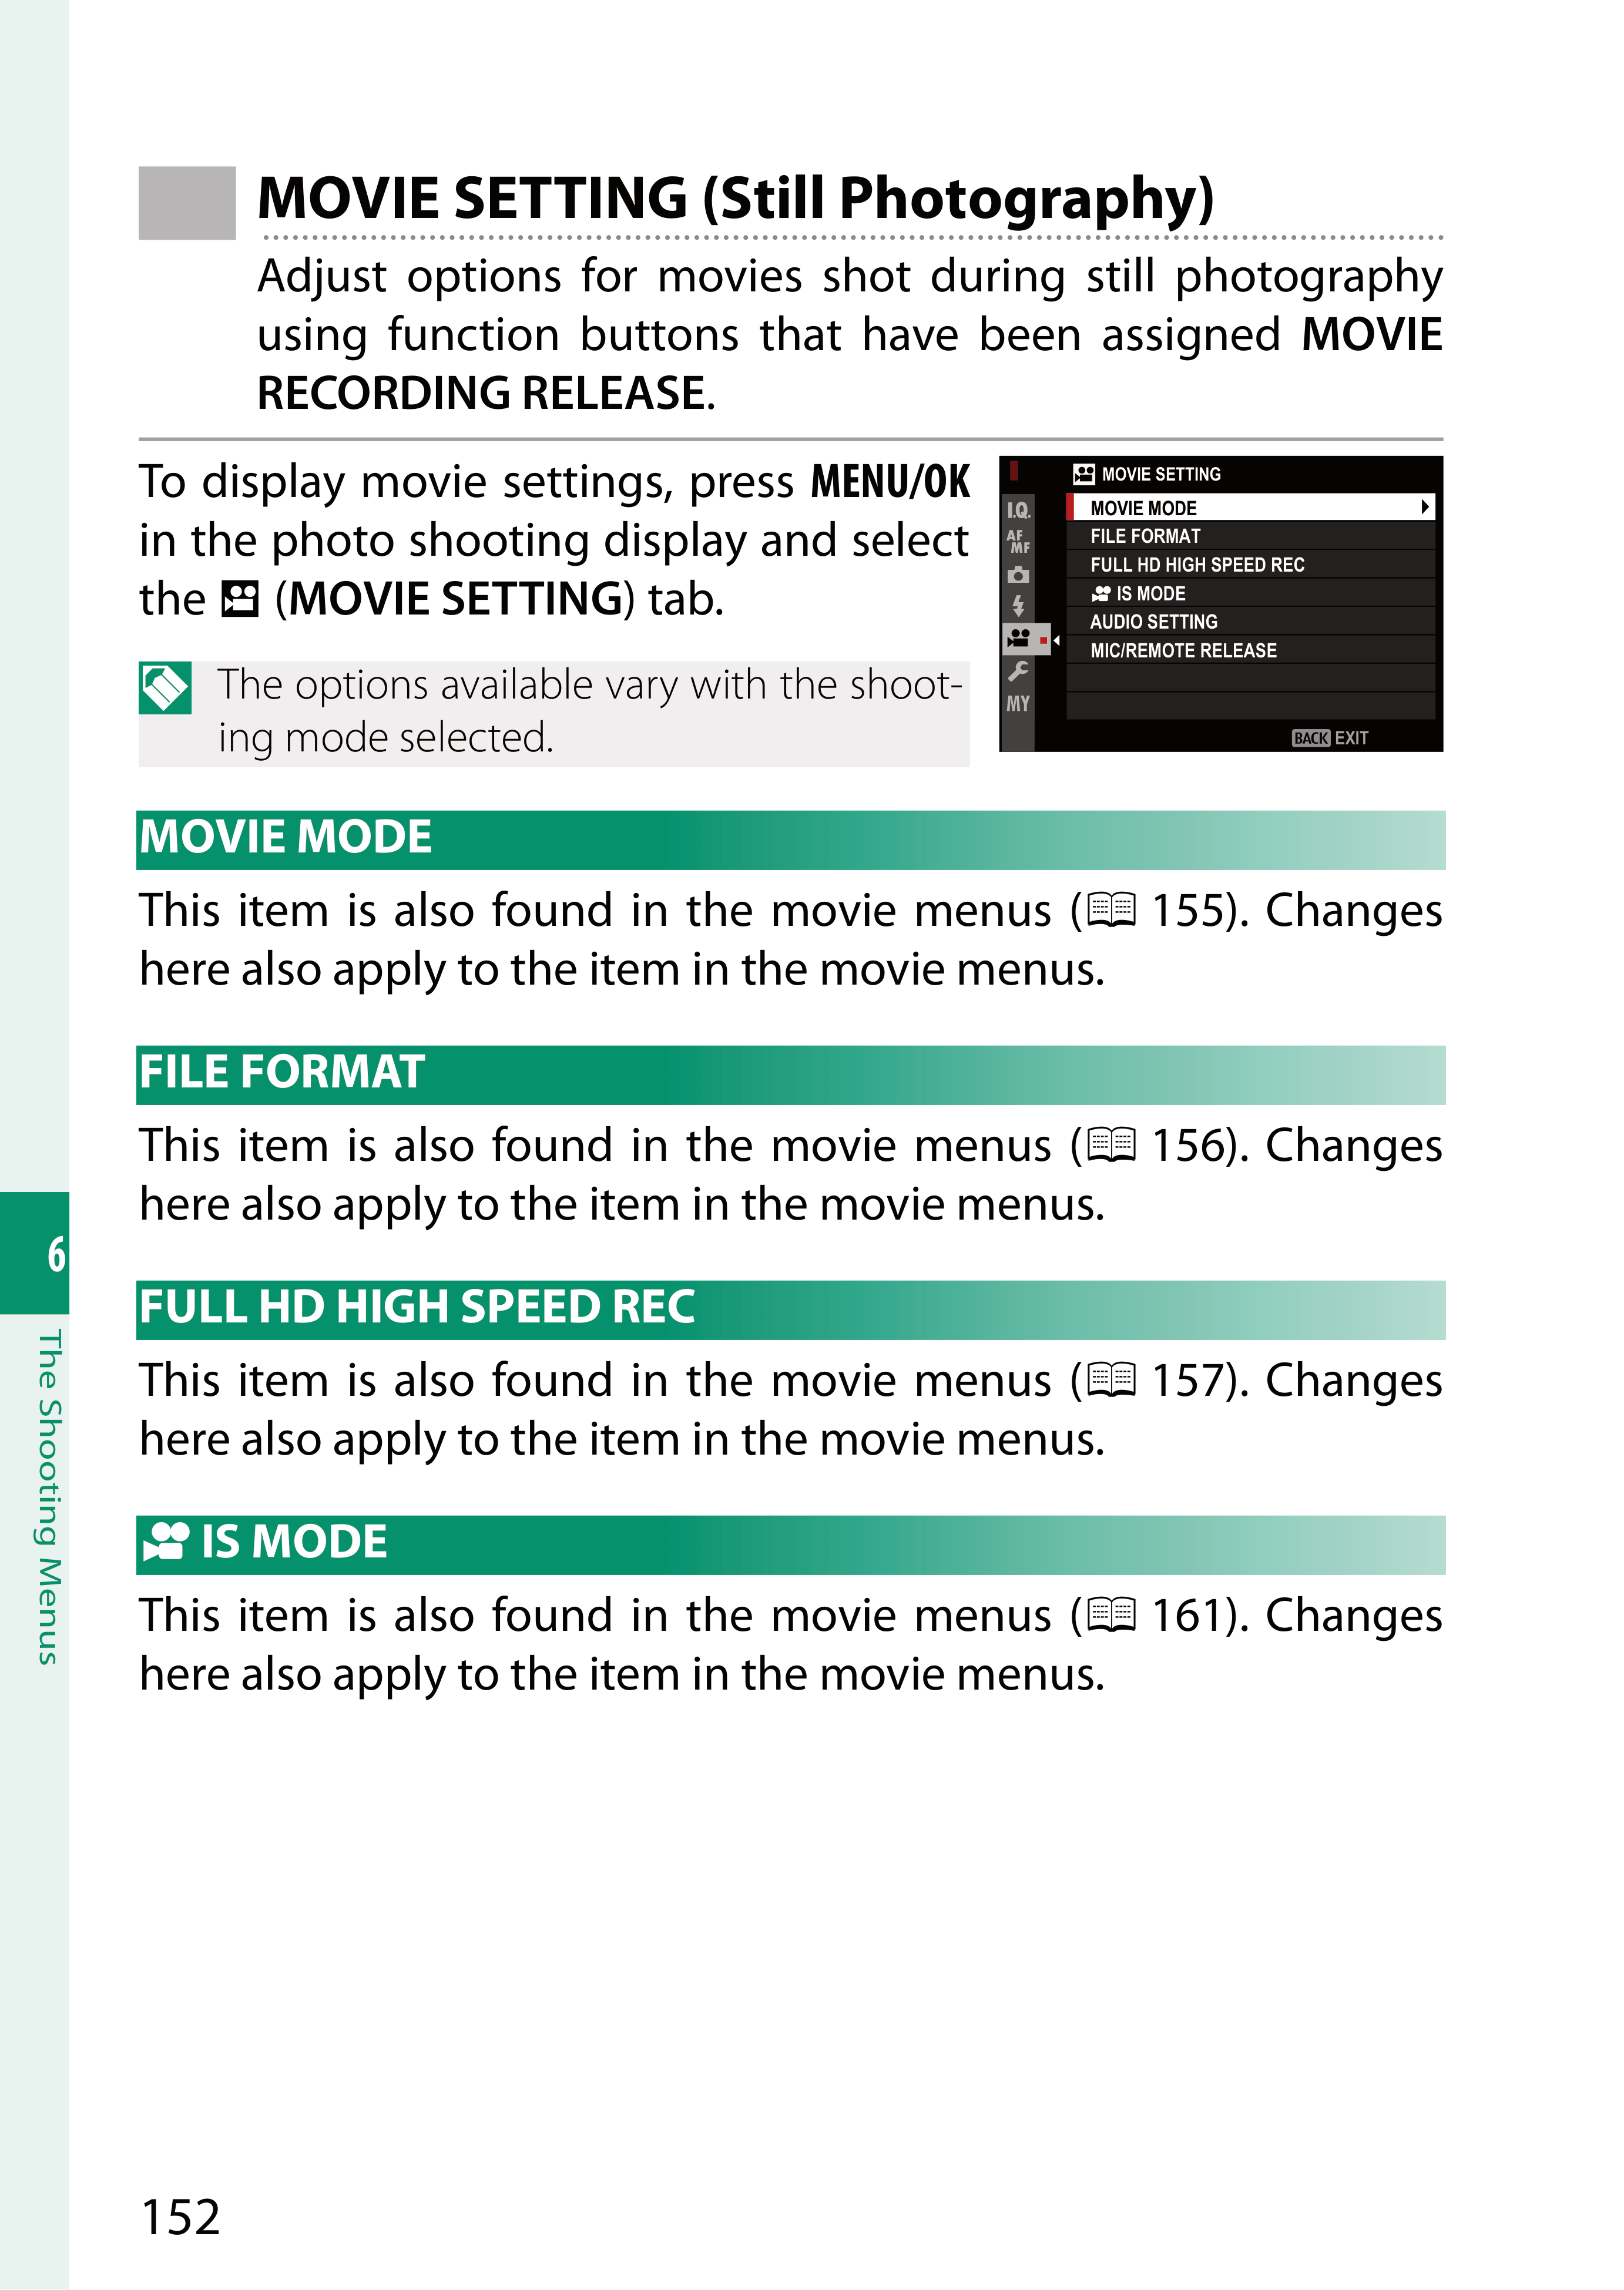 MOVIE SETTING (Still Photography)
Adjust options for movies shot during still photography
using function buttons that have been assigned MOVIE
RECORDING RELEASE.
To display movie settings, press MENU/OK
in the photo shooting display and select
the (MOVIE SETTING) tab.
The options available vary with the shoot-
ing mode selected.
MOVIE SETTING
I.Q.
AF
MF
MY
MOVIE MODE
FILE FORMAT
FULL HD HIGH SPEED REC
IS MODE
AUDIO SETTING
MIC/REMOTE RELEASE
BACK EXIT
MOVIE MODE
This item is also found in the movie menus ( 155). Changes
here also apply to the item in the movie menus.
FILE FORMAT
This item is also found in the movie menus ( 156). Changes
here also apply to the item in the movie menus.
FULL HD HIGH SPEED REC
This item is also found in the movie menus ( 157). Changes
here also apply to the item in the movie menus.
IS MODE
This item is also found in the movie menus ( 161). Changes
here also apply to the item in the movie menus.
6
The Shooting Menus
152